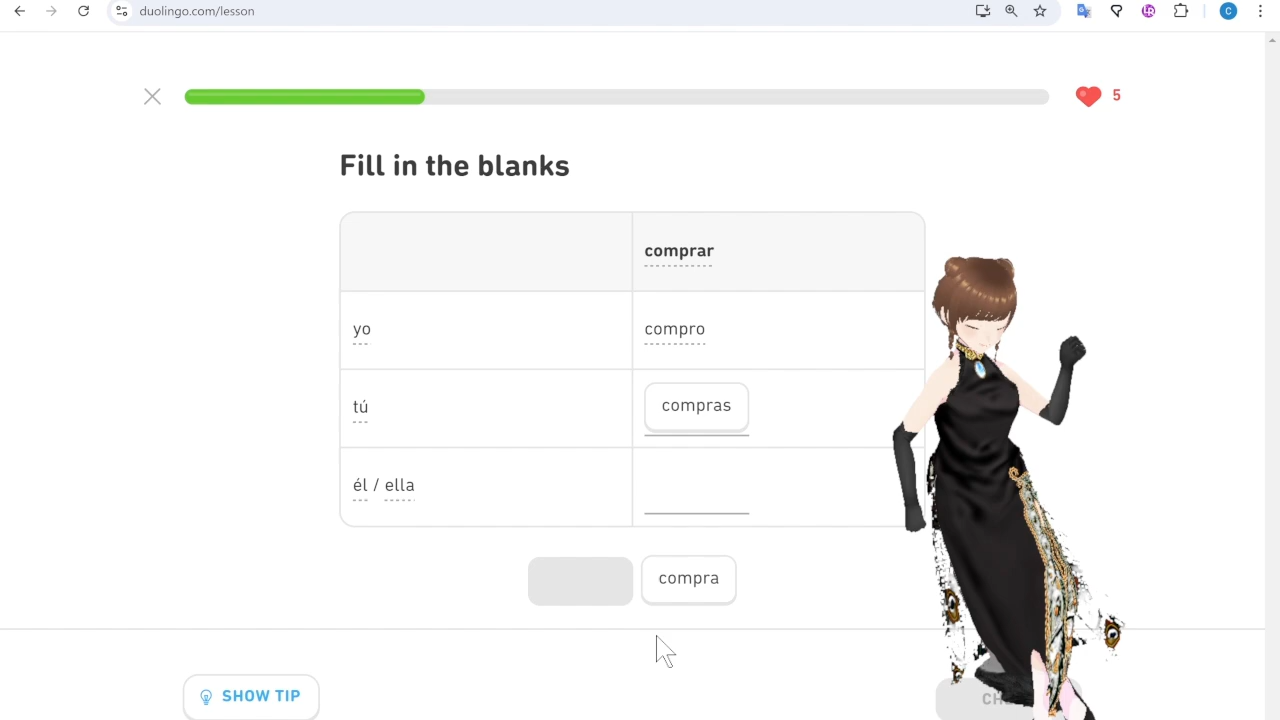 duolingo.com/lesson
C
5
Fill in the blanks
comprar
yo
compro
tú
compras
él / ella
compra
SHOW TIP